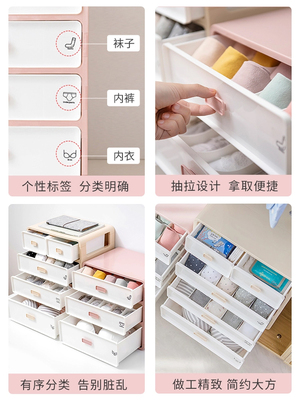 袜子
内裤
内衣
个性标签 分类明确
抽拉设计 拿取便捷
有序分类 告别脏乱
做工精致 简约大方